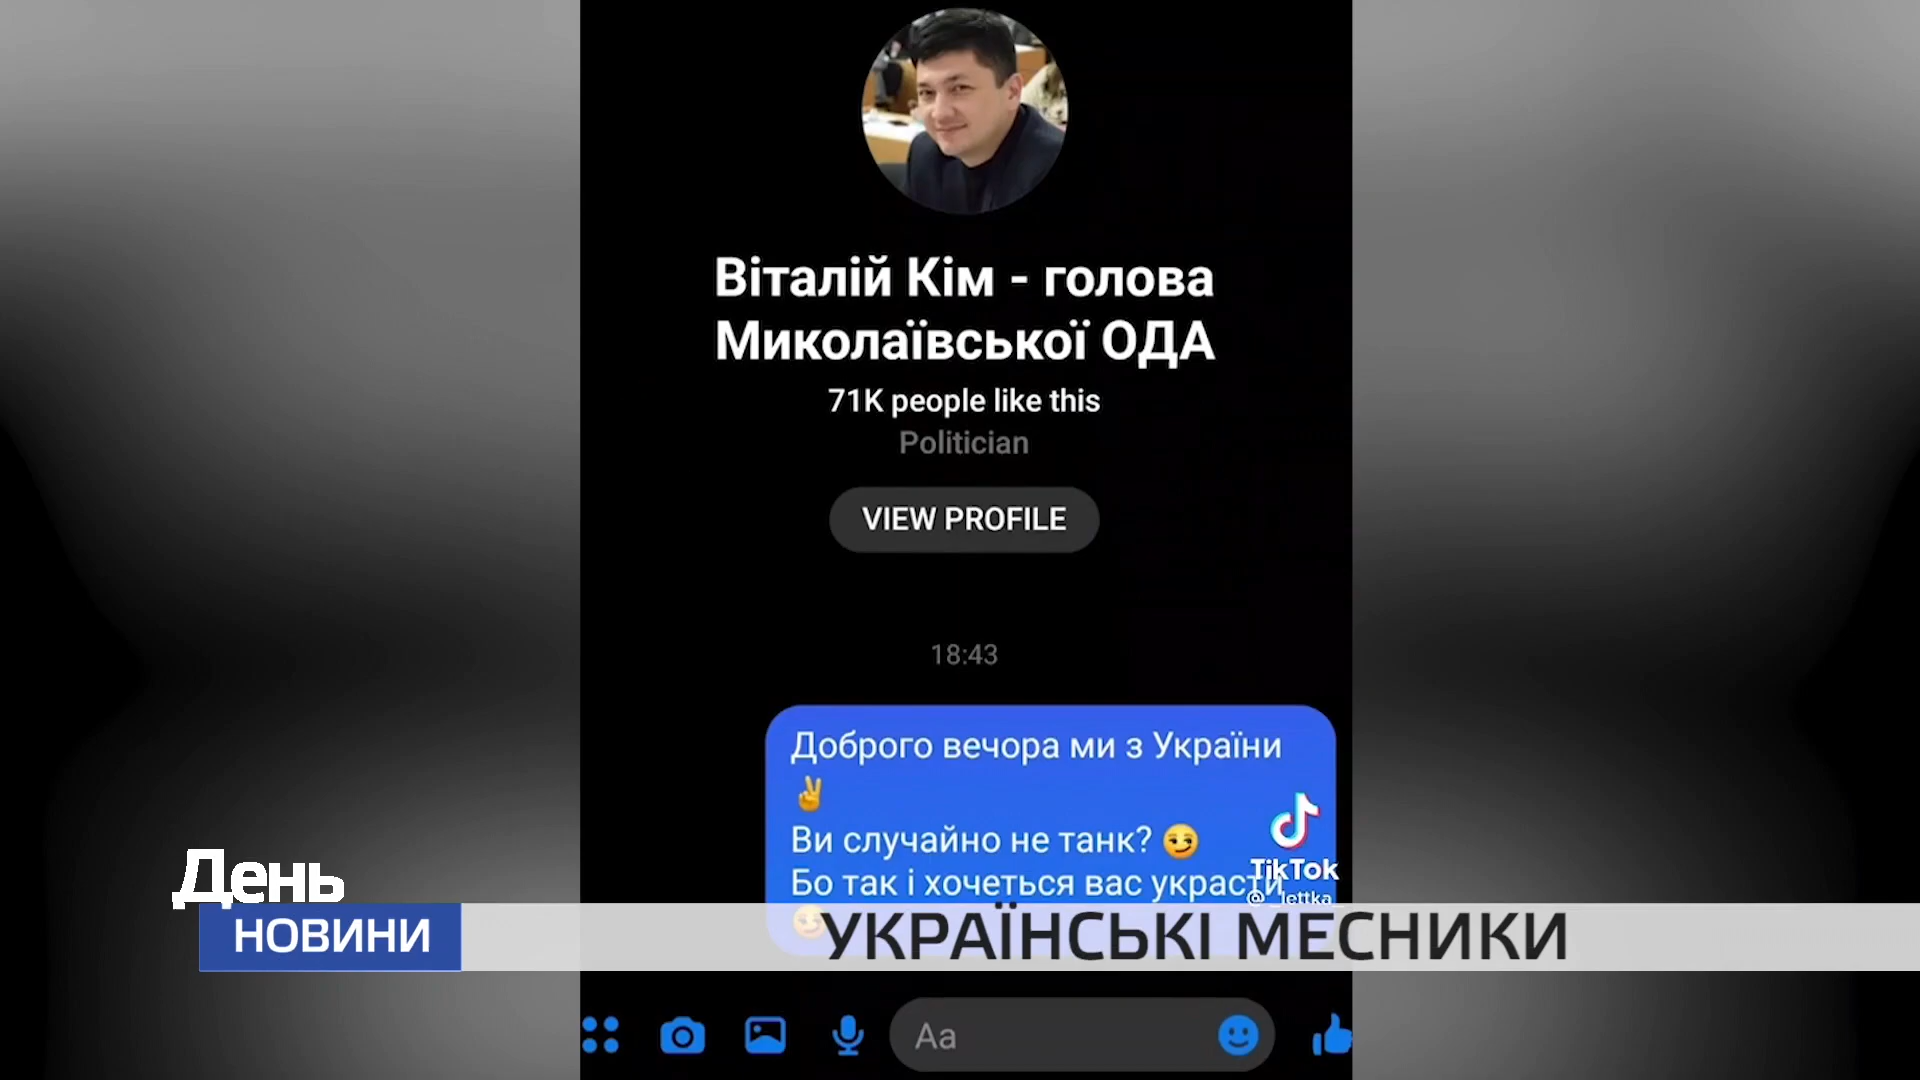 Віталій Кім - голова
Миколаївської ОДА
71K people like this
Politician
VIEW PROFILE
18:43
Доброго вечора ми з України
Ви случайно не танк?
Бо так і хочеться вас украсти
TikTok
@_lettka_
День
НОВИНИ
УКРАЇНСЬКІ МЕСНИКИ
Aa